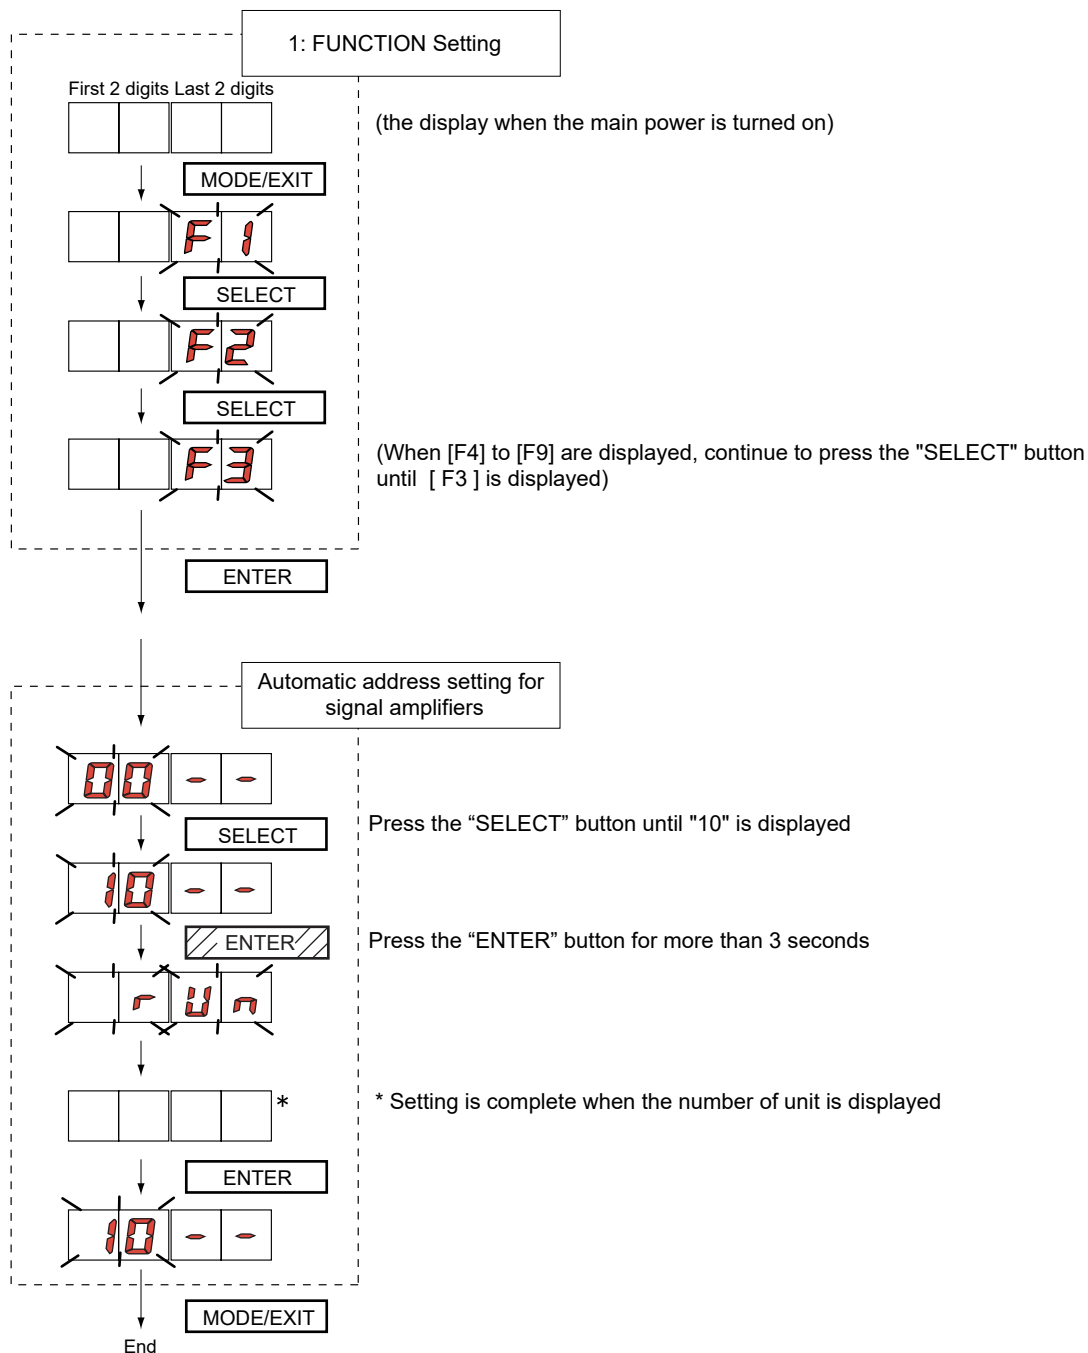 1: FUNCTION Setting
First 2 digits Last 2 digits
(the display when the main power is turned on)
MODE/EXIT
F 1
SELECT
F2
SELECT
F3
(When [F4] to [F9] are displayed, continue to press the "SELECT" button
until [ F3 ] is displayed)
ENTER
Automatic address setting for
signal amplifiers
00 - -
SELECT
Press the “SELECT” button until "10" is displayed
10 - -
ENTER
Press the “ENTER” button for more than 3 seconds
r U n
*
* Setting is complete when the number of unit is displayed
ENTER
10 - -
MODE/EXIT
End